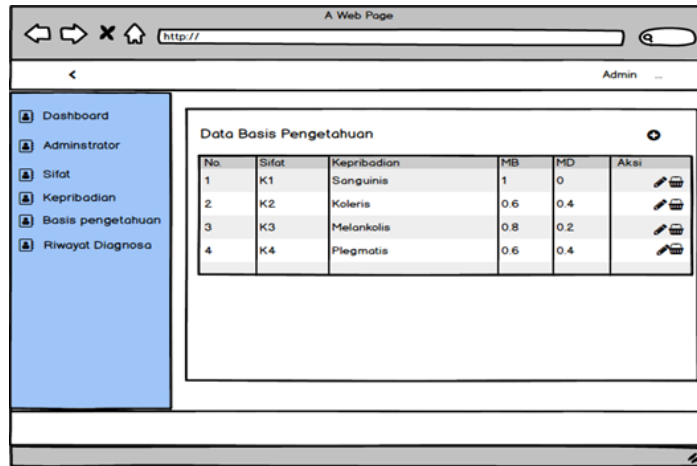 A Web Page
http://
Admin ...
Dashboard
Adminstrator
Sifat
Kepribadian
Basis pengetahuan
Riwayat Diagnosa
Data Basis Pengetahuan
No. Sifat Kepribadian MB MD Aksi
1 K1 Sanguinis 1 0
2 K2 Koleris 0.6 0.4
3 K3 Melankolis 0.8 0.2
4 K4 Plegmatis 0.6 0.4